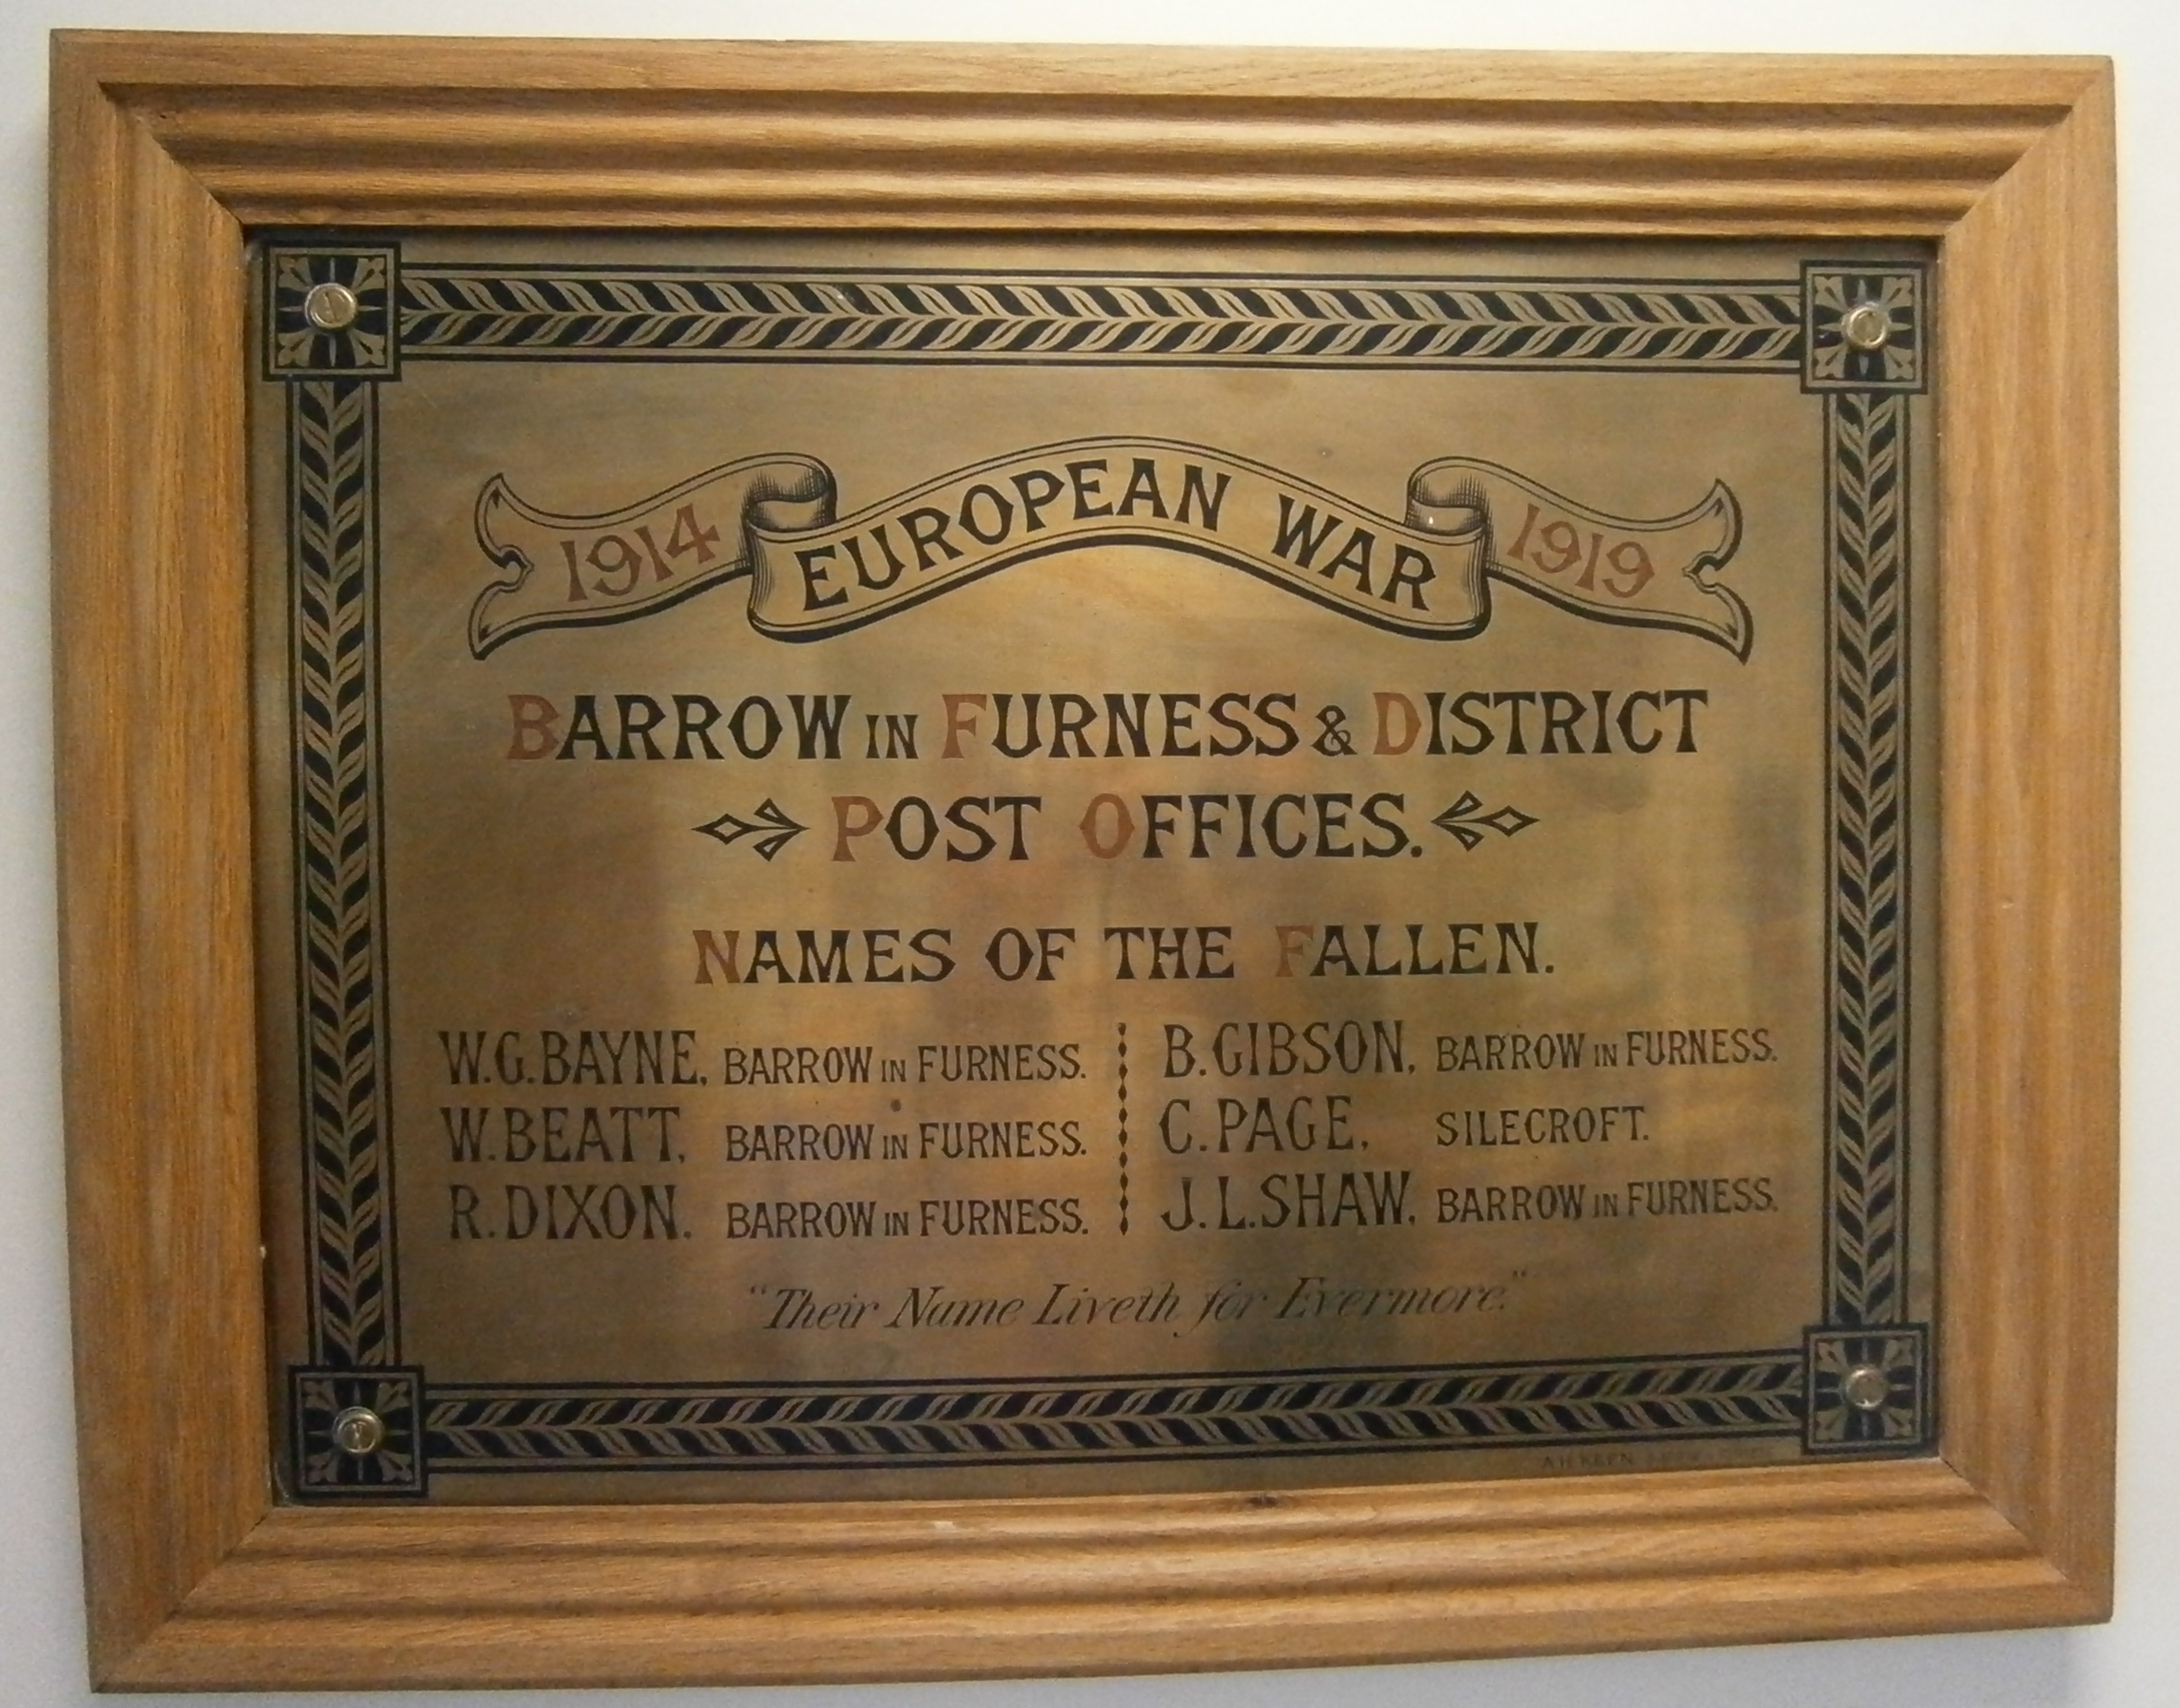 1914 EUROPEAN WAR 1919
BARROW IN FURNESS & DISTRICT
POST OFFICES.
NAMES OF THE FALLEN.
W.G.BAYNE. BARROW IN FURNESS.
W.BEATT. BARROW IN FURNESS.
R.DIXON. BARROW IN FURNESS.
B.GIBSON. BARROW IN FURNESS.
C.PAGE. SILECROFT.
J.L.SHAW. BARROW IN FURNESS.
"Their Name Liveth for Evermore."